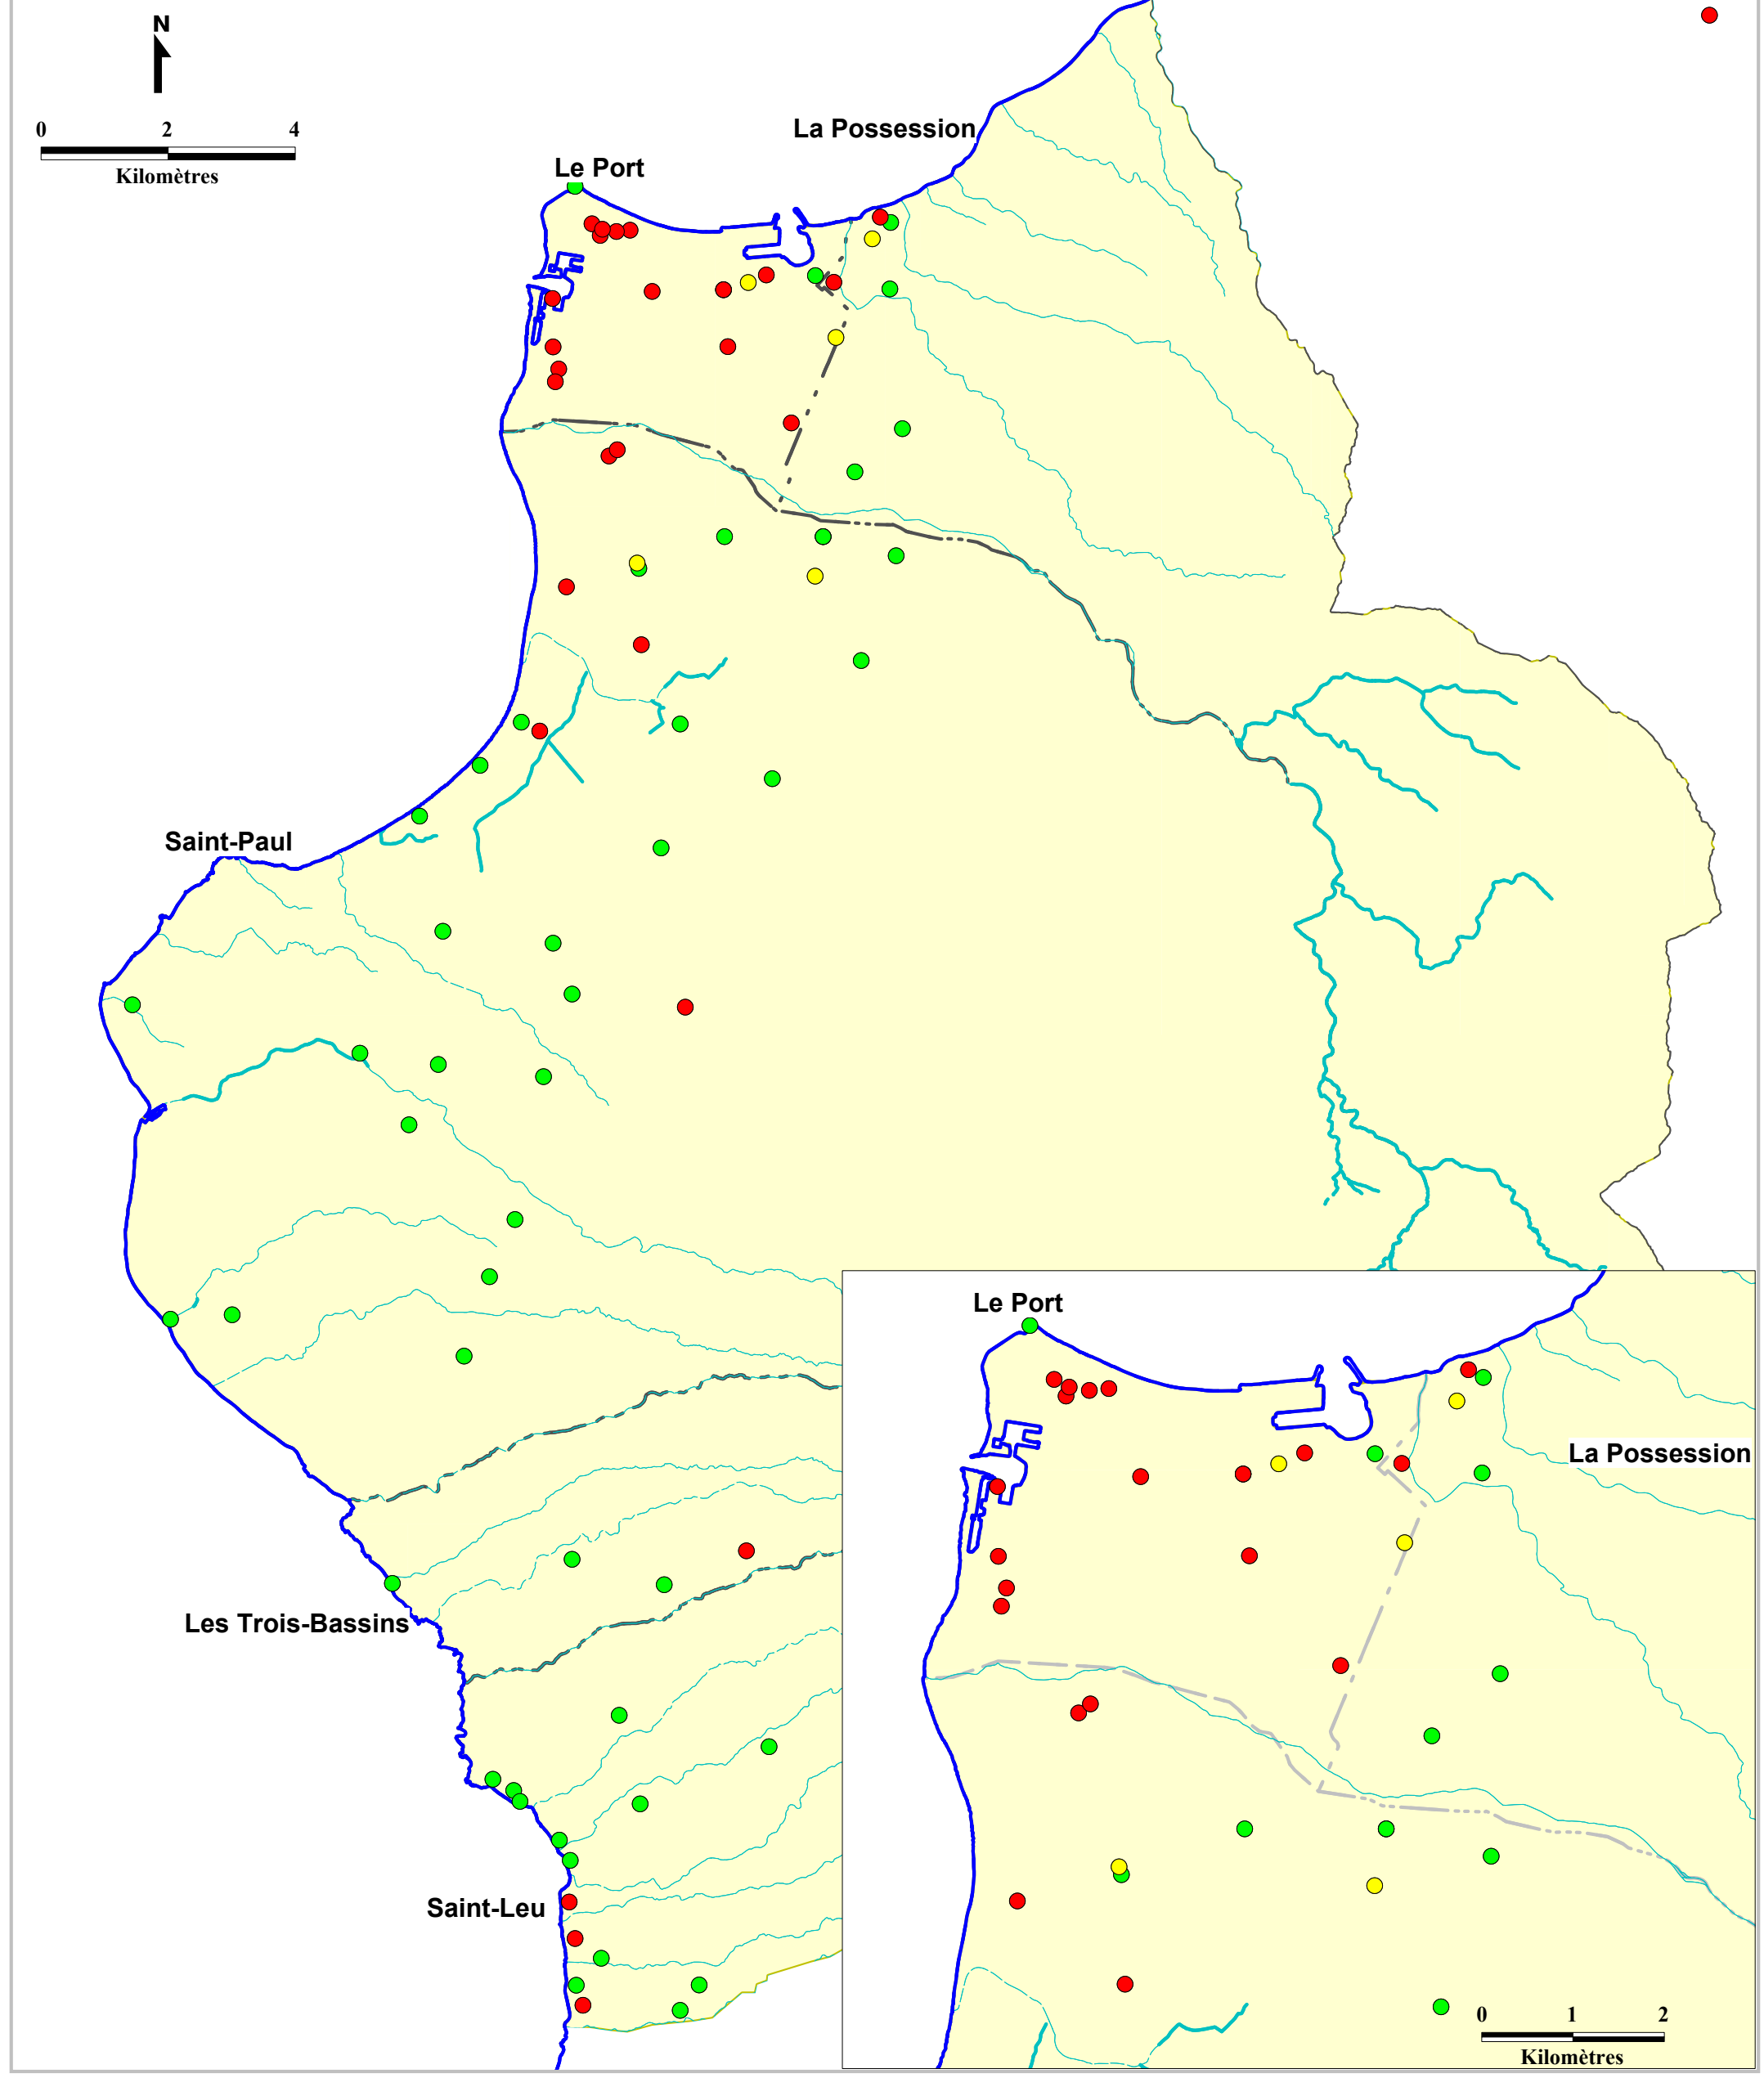 N
0 2 4
Kilomètres
La Possession
Le Port
Saint-Paul
Les Trois-Bassins
Saint-Leu
Le Port
La Possession
0 1 2
Kilomètres